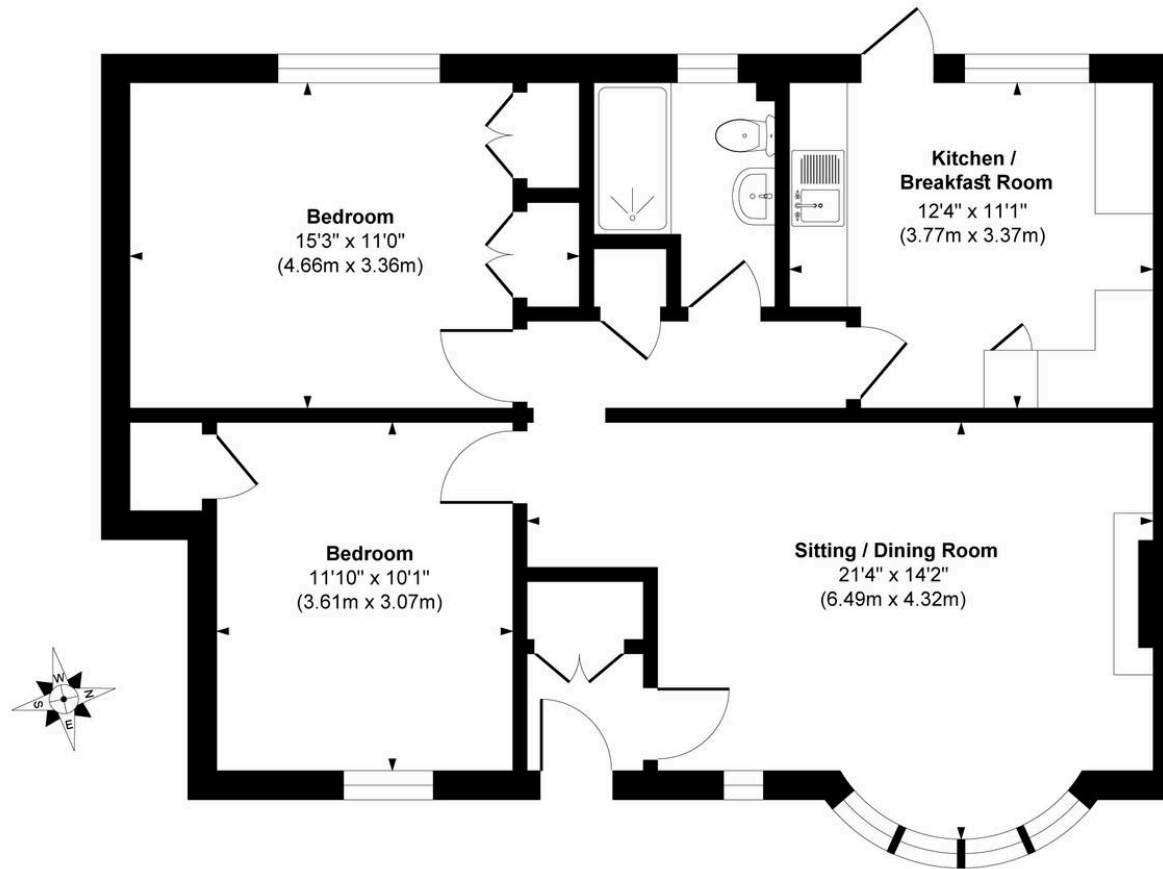 Bedroom
15'3" x 11'0"
(4.66m x 3.36m)
Kitchen /
Breakfast Room
12'4" x 11'1"
(3.77m x 3.37m)
Bedroom
11'10" x 10'1"
(3.61m x 3.07m)
Sitting / Dining Room
21'4" x 14'2"
(6.49m x 4.32m)
W
N
S
E